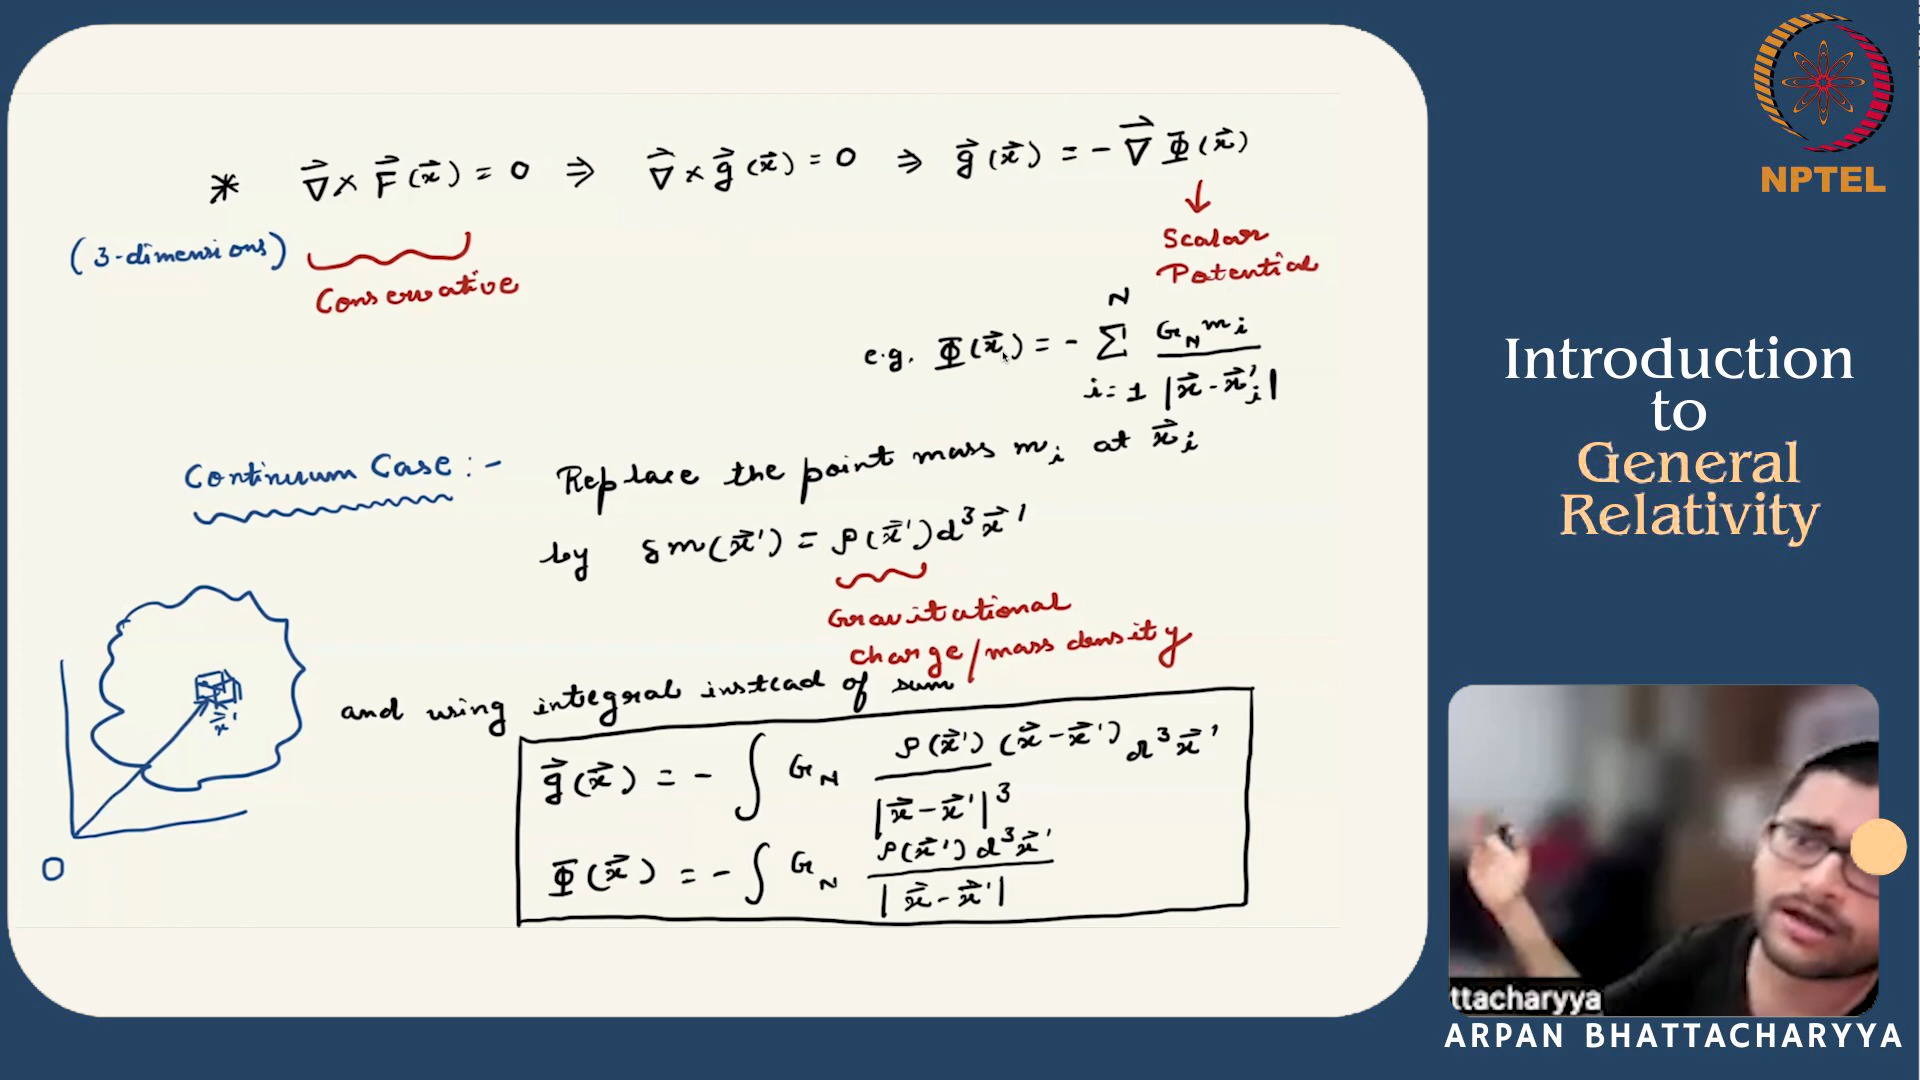 * ∇⃗ × F⃗(x⃗) = 0 ⇒ ∇⃗ × g⃗(x⃗) = 0 ⇒ g⃗(x⃗) = - ∇⃗ Φ(x⃗)
(3-dimensions)
Conservative
Scalar
Potential
e.g. Φ(x⃗) = - Σ_{i=1}^{N} G_N m_i / |x⃗ - x⃗'_i|
Continuum Case :- Replace the point mass m_i at x⃗_i
by δm(x⃗') = ρ(x⃗') d³x⃗'
Gravitational
charge/mass density
and using integral instead of sum
g⃗(x⃗) = - ∫ G_N ρ(x⃗') (x⃗ - x⃗') / |x⃗ - x⃗'|³ d³x⃗'
Φ(x⃗) = - ∫ G_N ρ(x⃗') d³x⃗' / |x⃗ - x⃗'|
x⃗'
O
NPTEL
Introduction
to
General
Relativity
ttacharyya
ARPAN BHATTACHARYYA